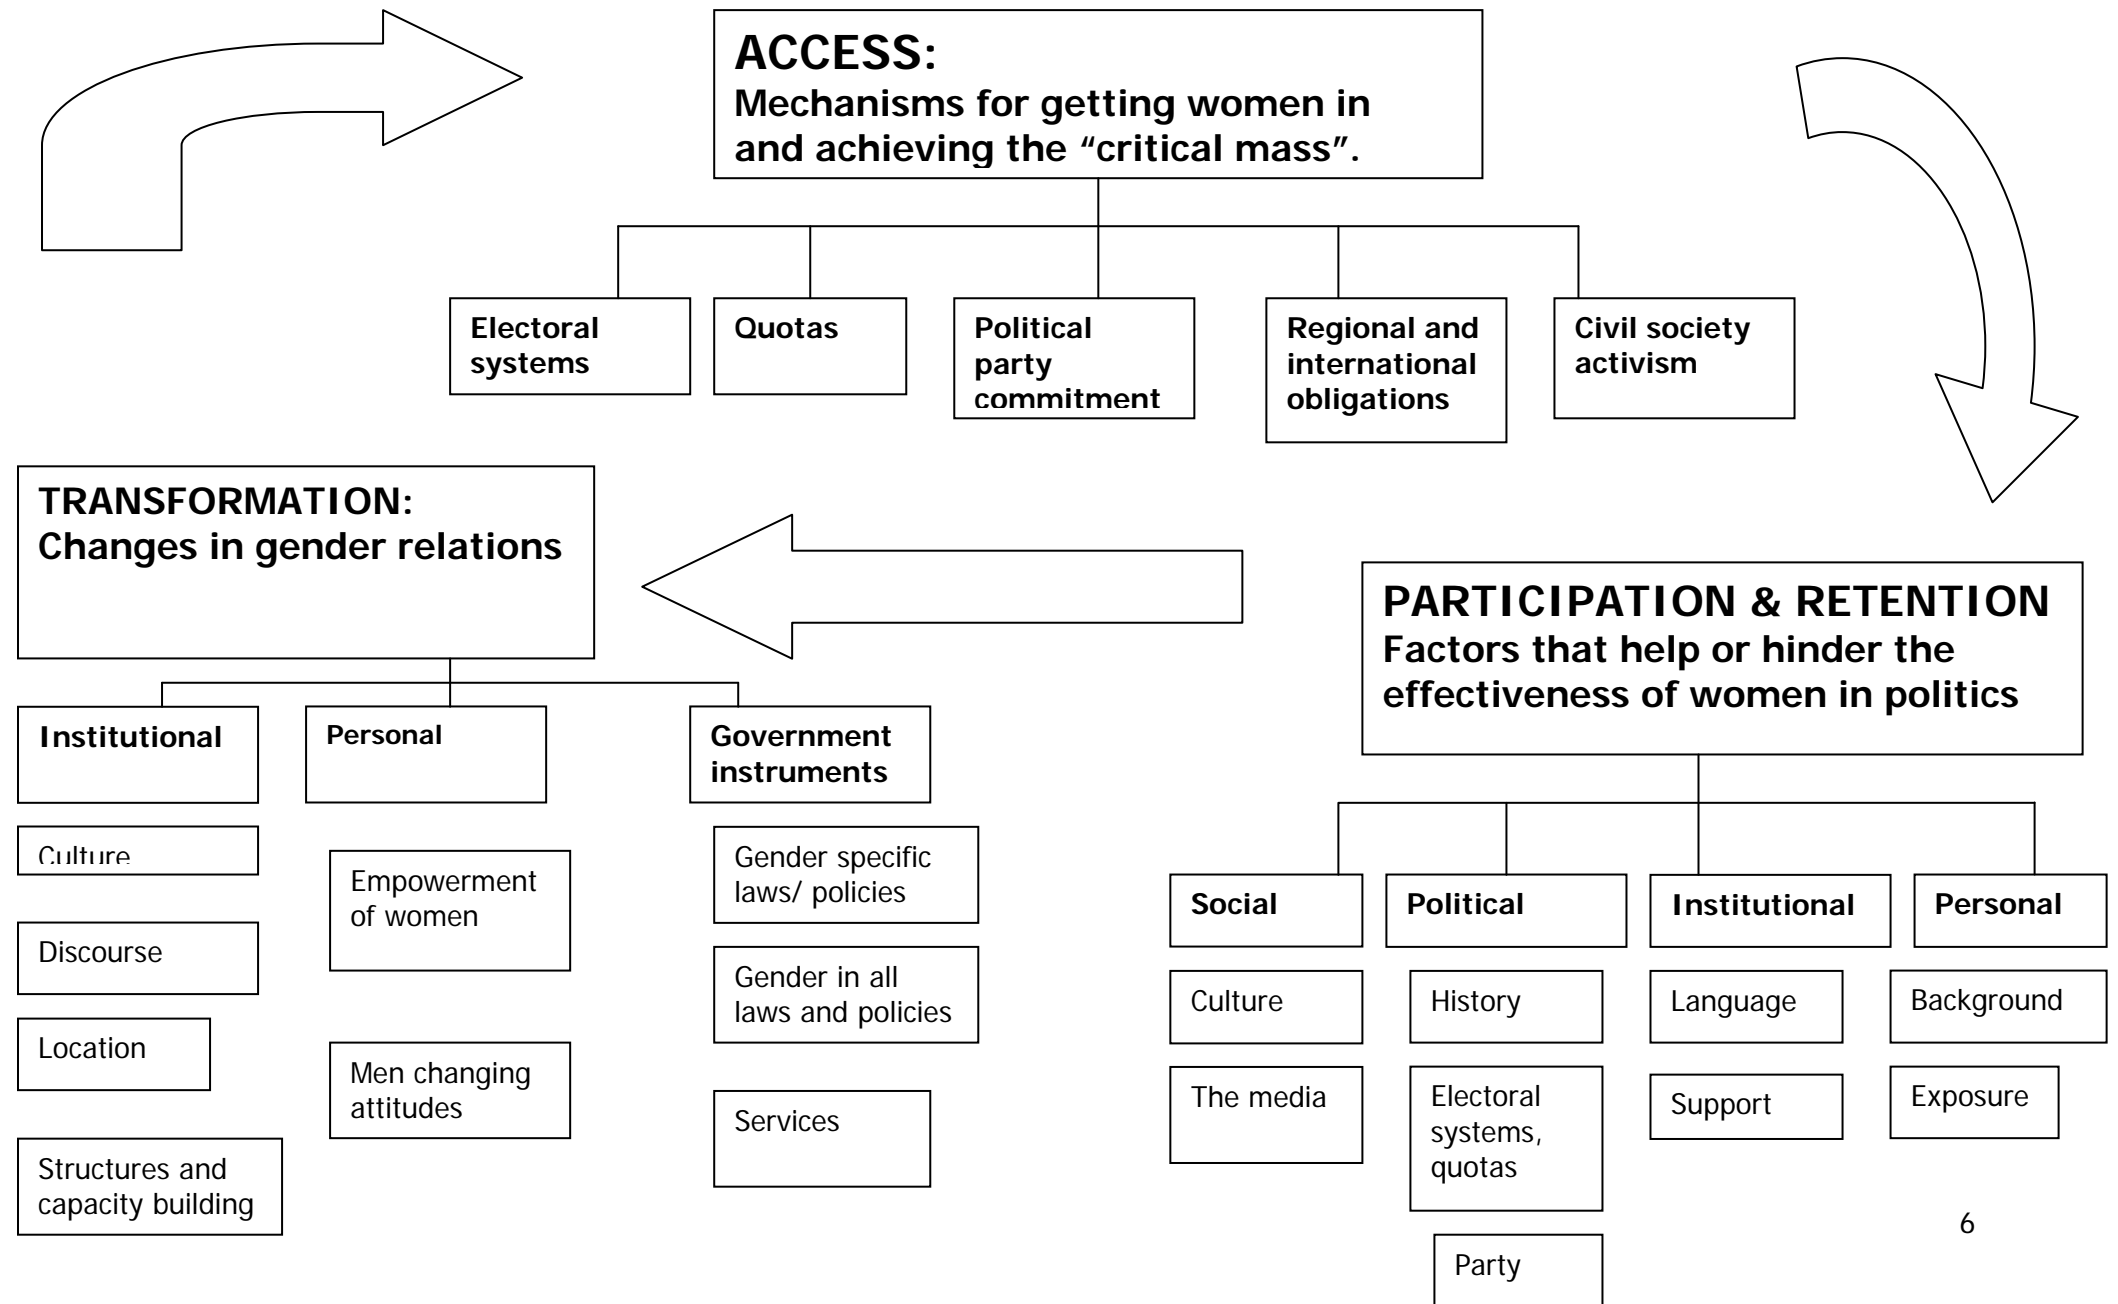 ACCESS:
Mechanisms for getting women in
and achieving the “critical mass”.
Electoral
systems
Quotas
Political
party
commitment
Regional and
international
obligations
Civil society
activism
TRANSFORMATION:
Changes in gender relations
Institutional
Culture
Discourse
Location
Structures and
capacity building
Personal
Empowerment
of women
Men changing
attitudes
Government
instruments
Gender specific
laws/ policies
Gender in all
laws and policies
Services
PARTICIPATION & RETENTION
Factors that help or hinder the
effectiveness of women in politics
Social
Culture
The media
Political
History
Electoral
systems,
quotas
Party
Institutional
Language
Support
Personal
Background
Exposure
6